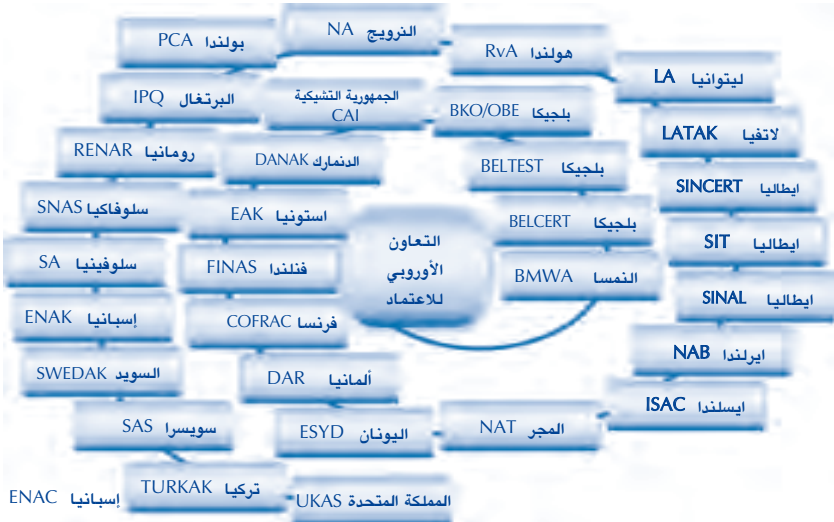 التعاون
الأوروبي
للاعتماد
النمسا BMWA
بلجيكا BELCERT
بلجيكا BELTEST
بلجيكا BKO/OBE
الجمهورية التشيكية
CAI
الدنمارك DANAK
استونيا EAK
فنلندا FINAS
فرنسا COFRAC
ألمانيا DAR
اليونان ESYD
المجر NAT
ايسلندا ISAC
ايرلندا NAB
ايطاليا SINAL
ايطاليا SIT
ايطاليا SINCERT
لاتفيا LATAK
ليتوانيا LA
هولندا RvA
النرويج NA
بولندا PCA
البرتغال IPQ
رومانيا RENAR
سلوفاكيا SNAS
سلوفينيا SA
إسبانيا ENAK
السويد SWEDAK
سويسرا SAS
تركيا TURKAK
المملكة المتحدة UKAS
إسبانيا ENAC